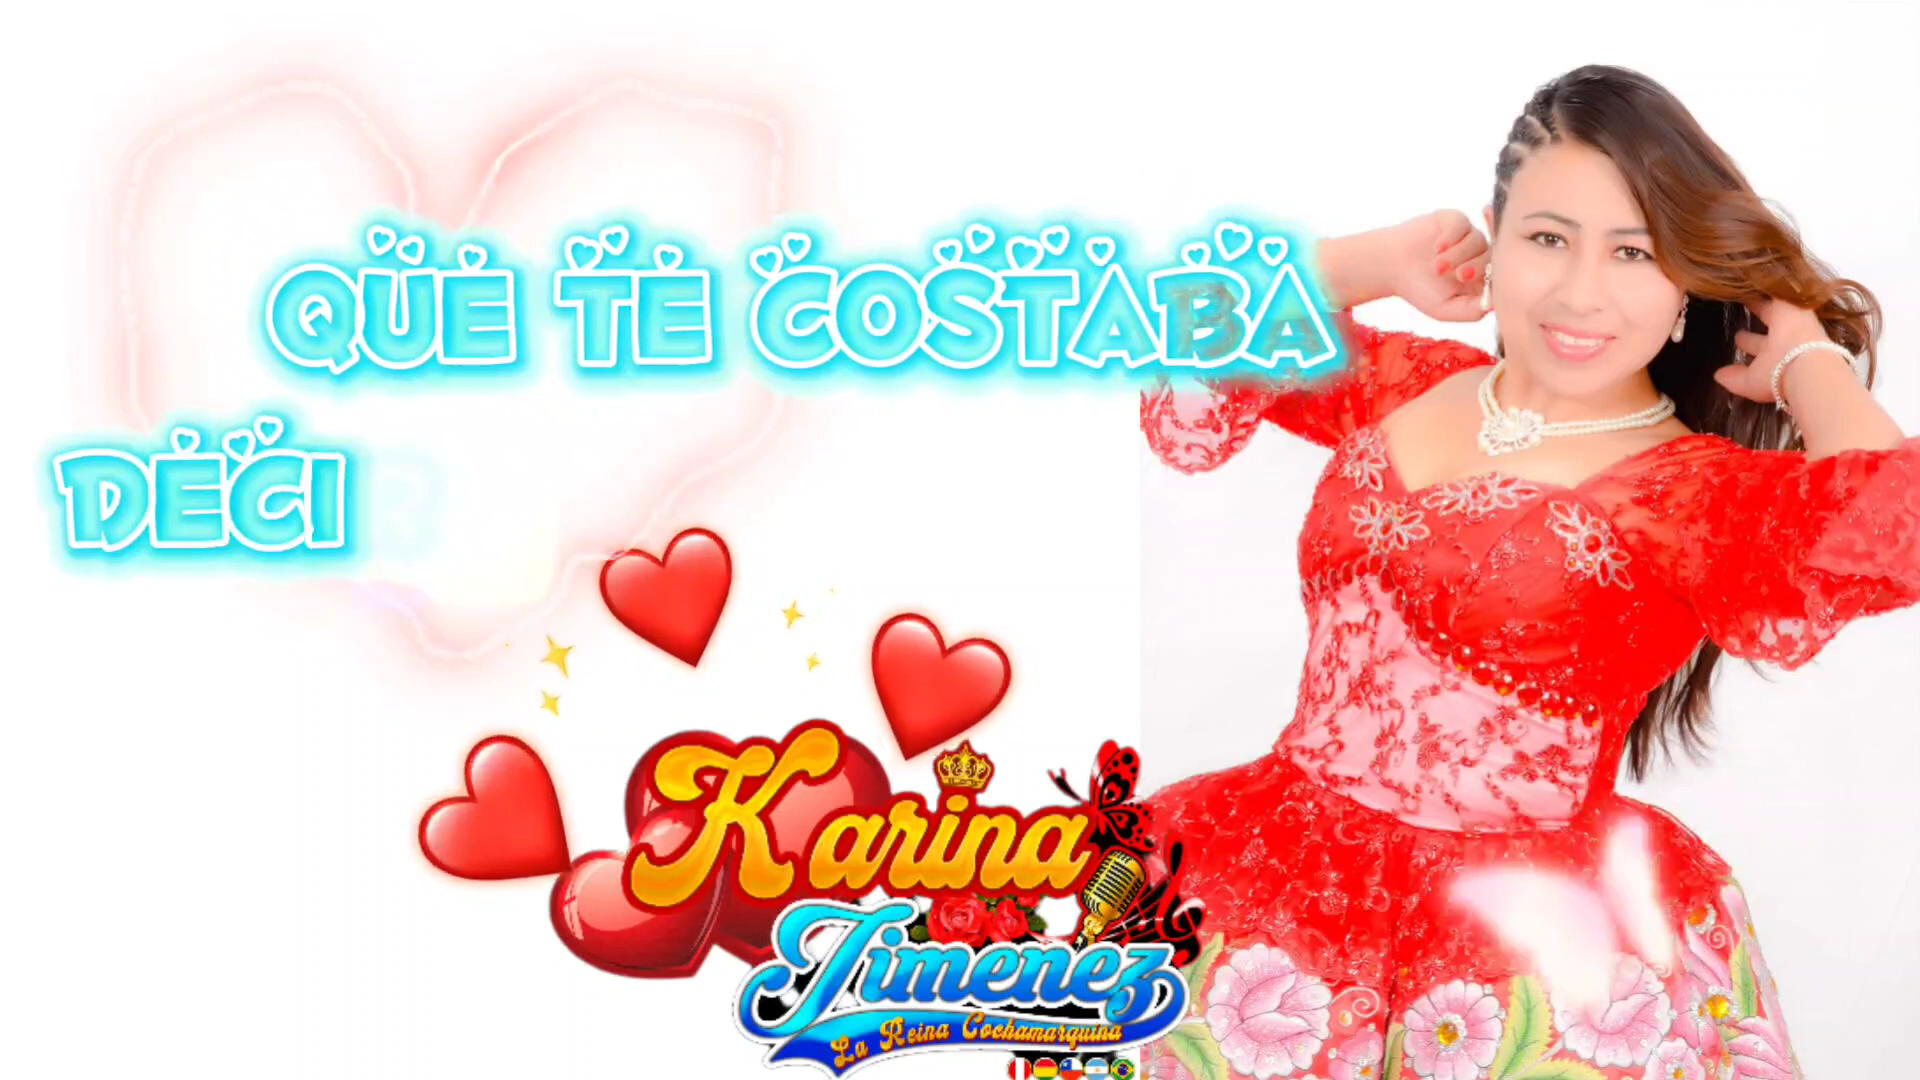 QUE TE COSTABA
DECI
Karina
Jimenez
La Reina Cochamarquina